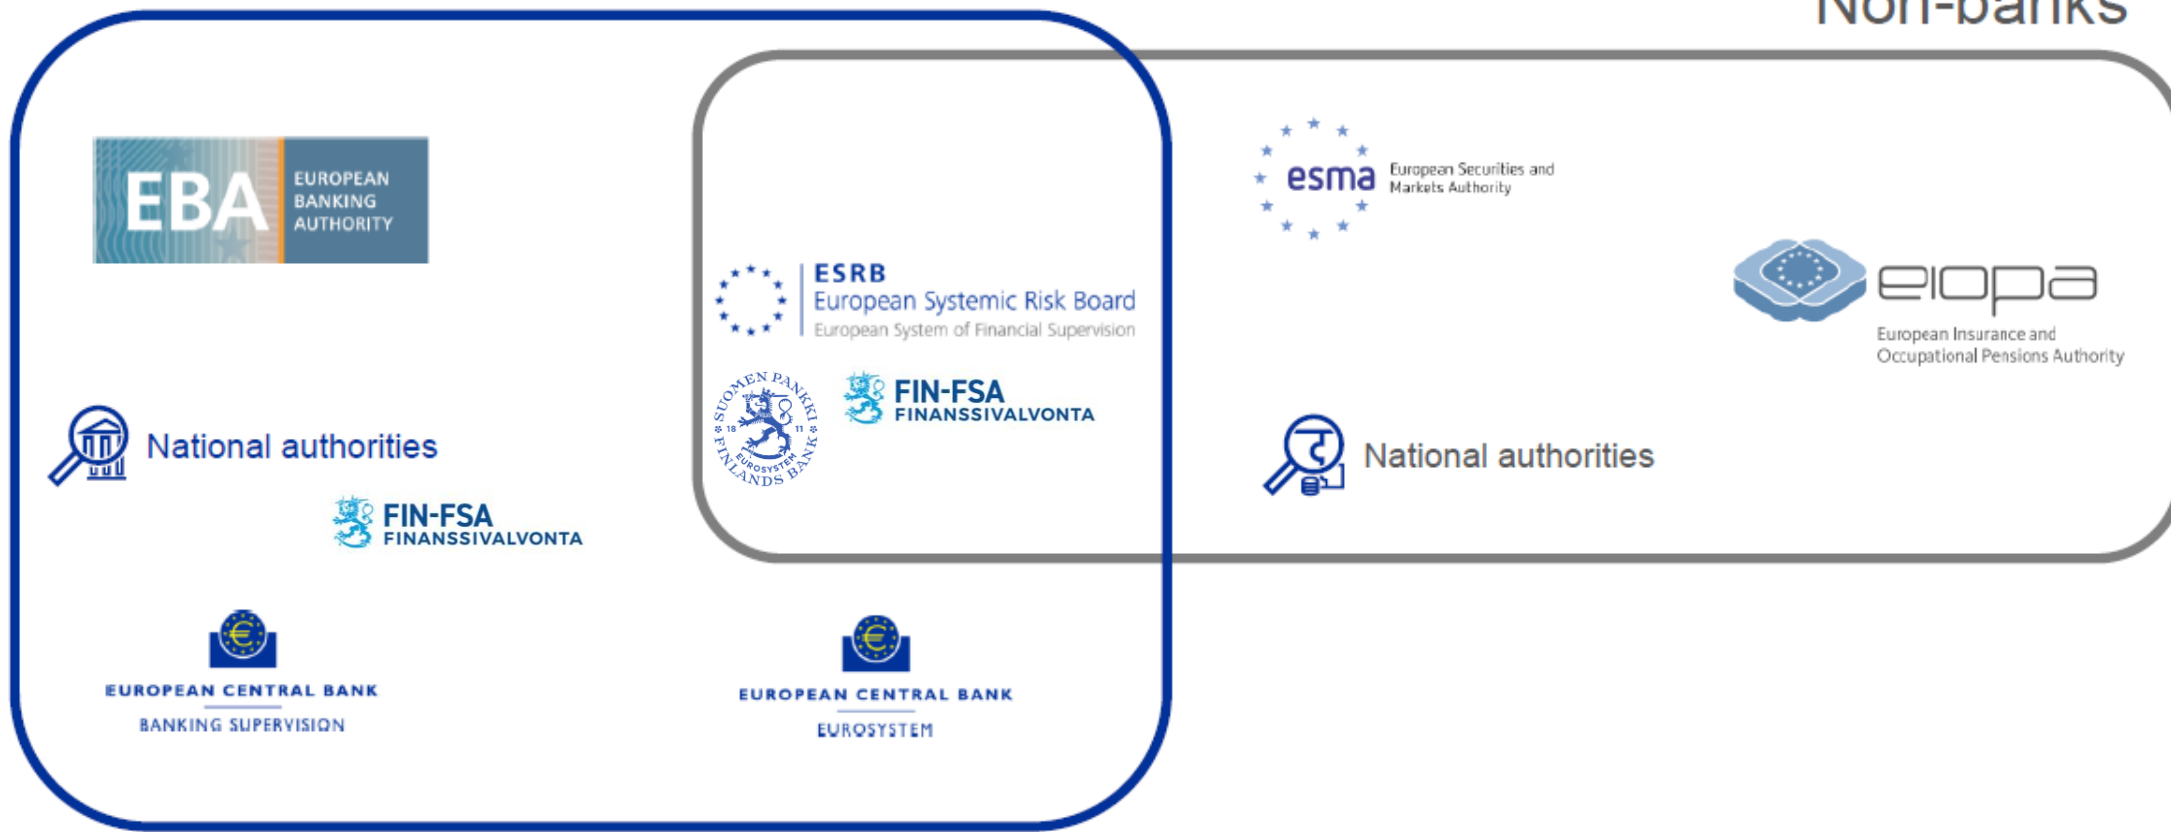 Non-banks
EBA
EUROPEAN
BANKING
AUTHORITY
esma
European Securities and
Markets Authority
ESRB
European Systemic Risk Board
European System of Financial Supervision
eiopa
European Insurance and
Occupational Pensions Authority
SUOMEN PANKKI
18 11
EUROSYSTEM
FINLANDS BANK
FIN-FSA
FINANSSIVALVONTA
National authorities
National authorities
FIN-FSA
FINANSSIVALVONTA
€
EUROPEAN CENTRAL BANK
BANKING SUPERVISION
€
EUROPEAN CENTRAL BANK
EUROSYSTEM